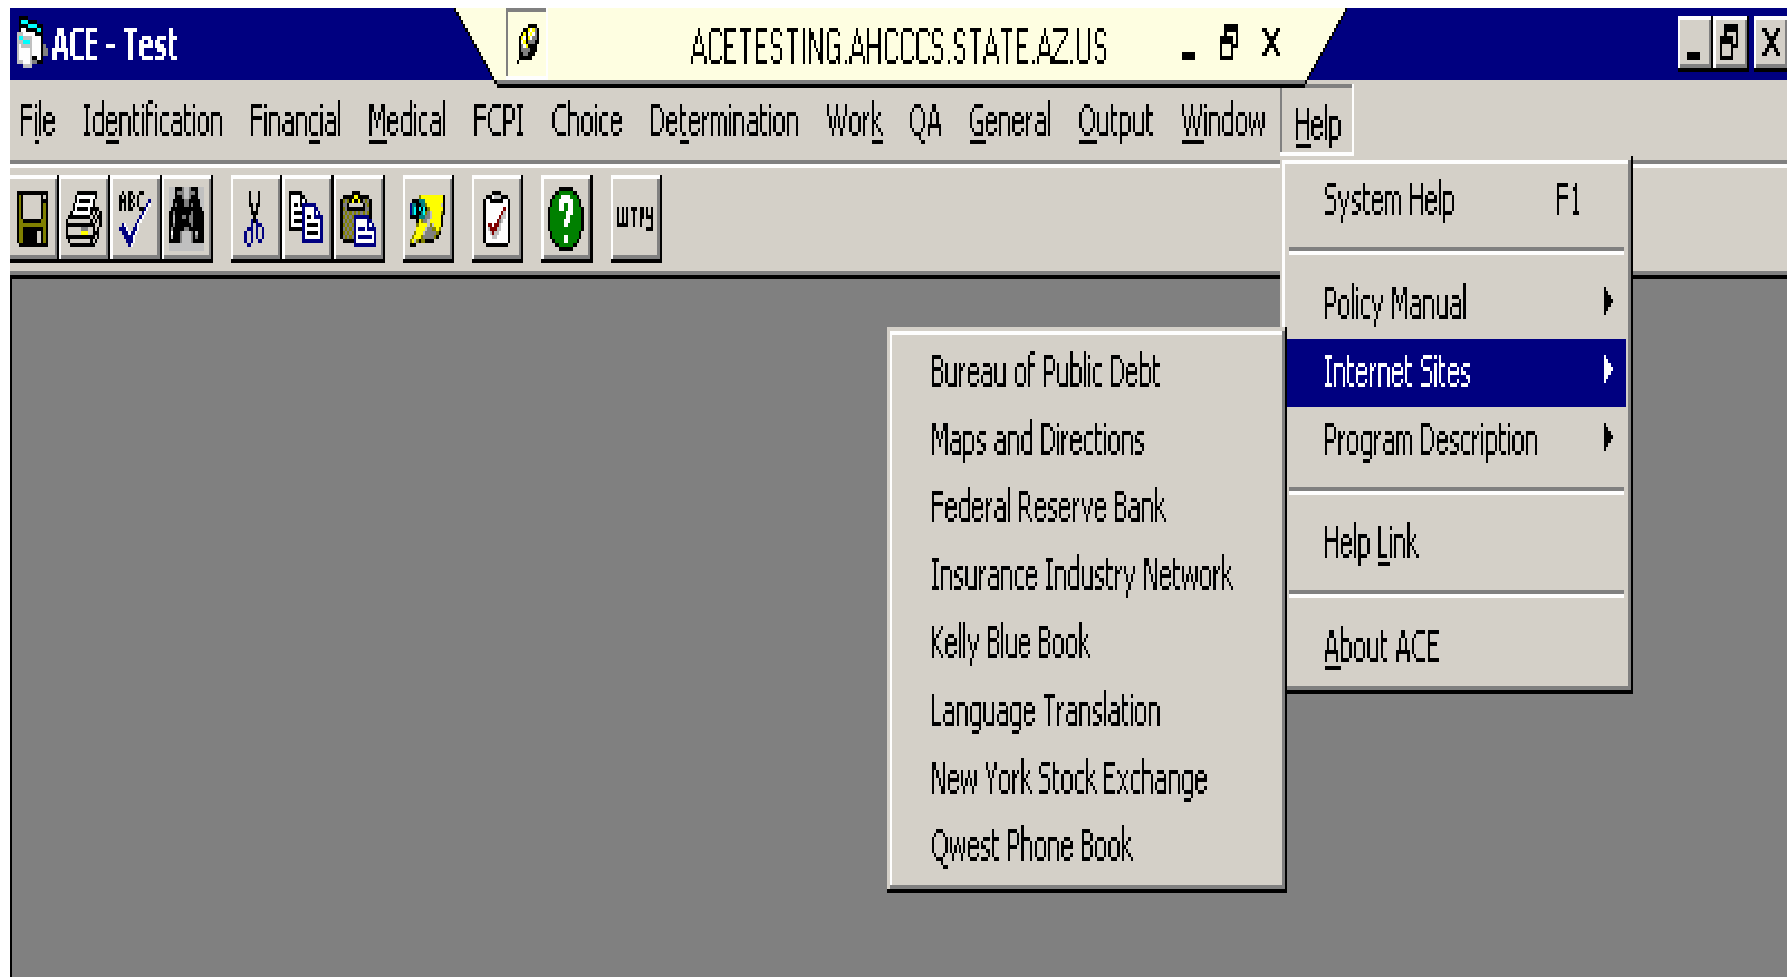 ACE - Test
ACETESTING.AHCCCS.STATE.AZ.US
File Identification Financial Medical FCPI Choice Determination Work QA General Output Window Help
ABC
?
System Help F1
Policy Manual
Internet Sites
Program Description
Help Link
About ACE
Bureau of Public Debt
Maps and Directions
Federal Reserve Bank
Insurance Industry Network
Kelly Blue Book
Language Translation
New York Stock Exchange
Qwest Phone Book